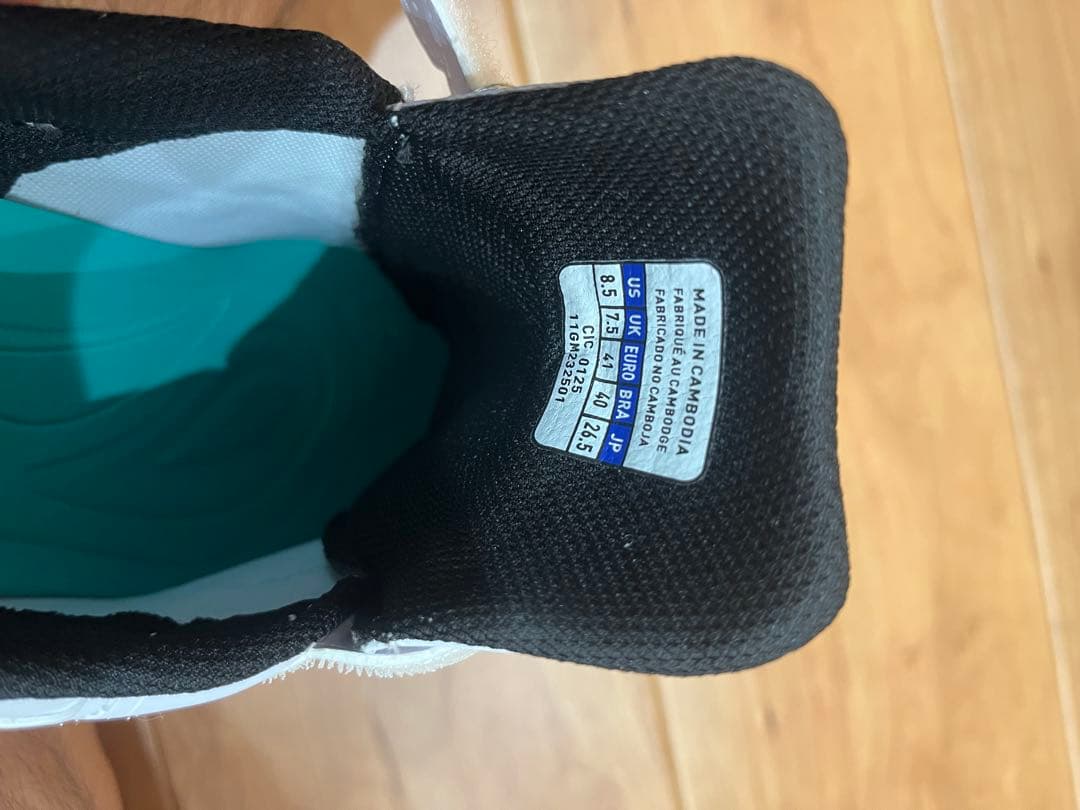 MADE IN CAMBODIA
FABRIQUÉ AU CAMBODGE
FABRICADO NO CAMBOJA
US UK EURO BRA JP
8.5 7.5 41 40 26.5
CIC 0125
11GM232501